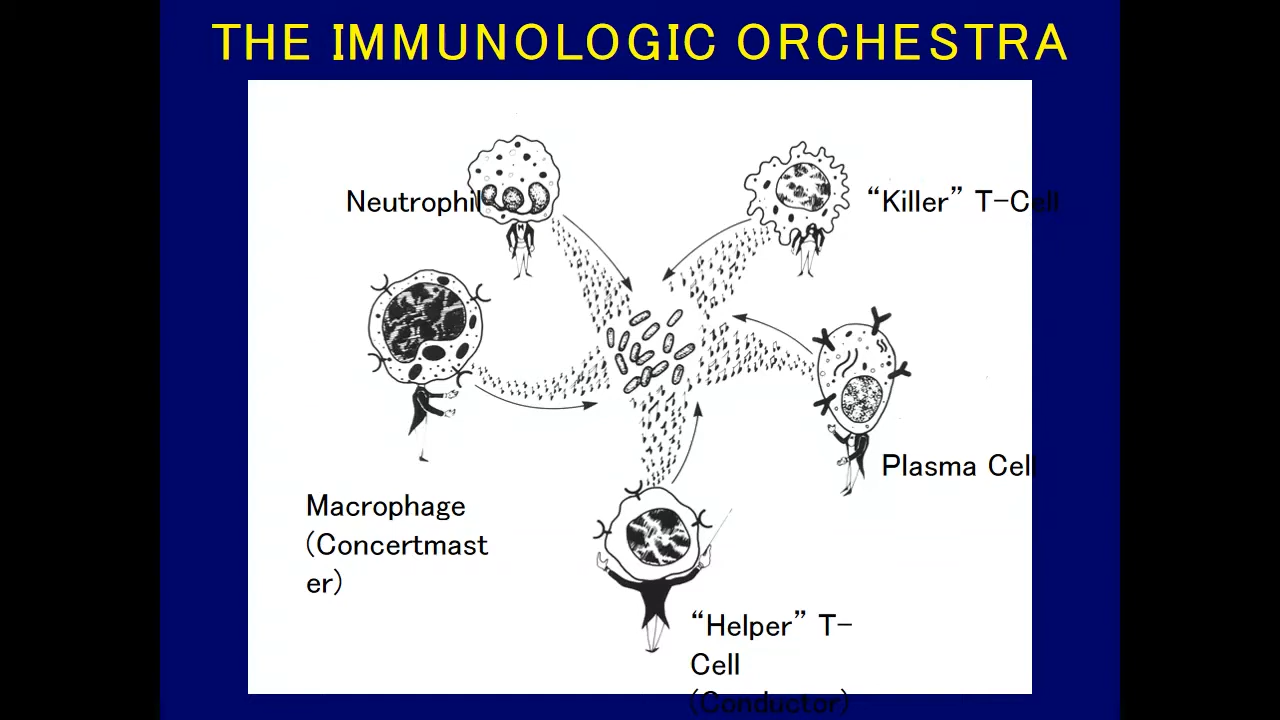 THE IMMUNOLOGIC ORCHESTRA
Neutrophil
“Killer” T-Cell
Plasma Cell
Macrophage
(Concertmast
er)
“Helper” T-
Cell
(Conductor)